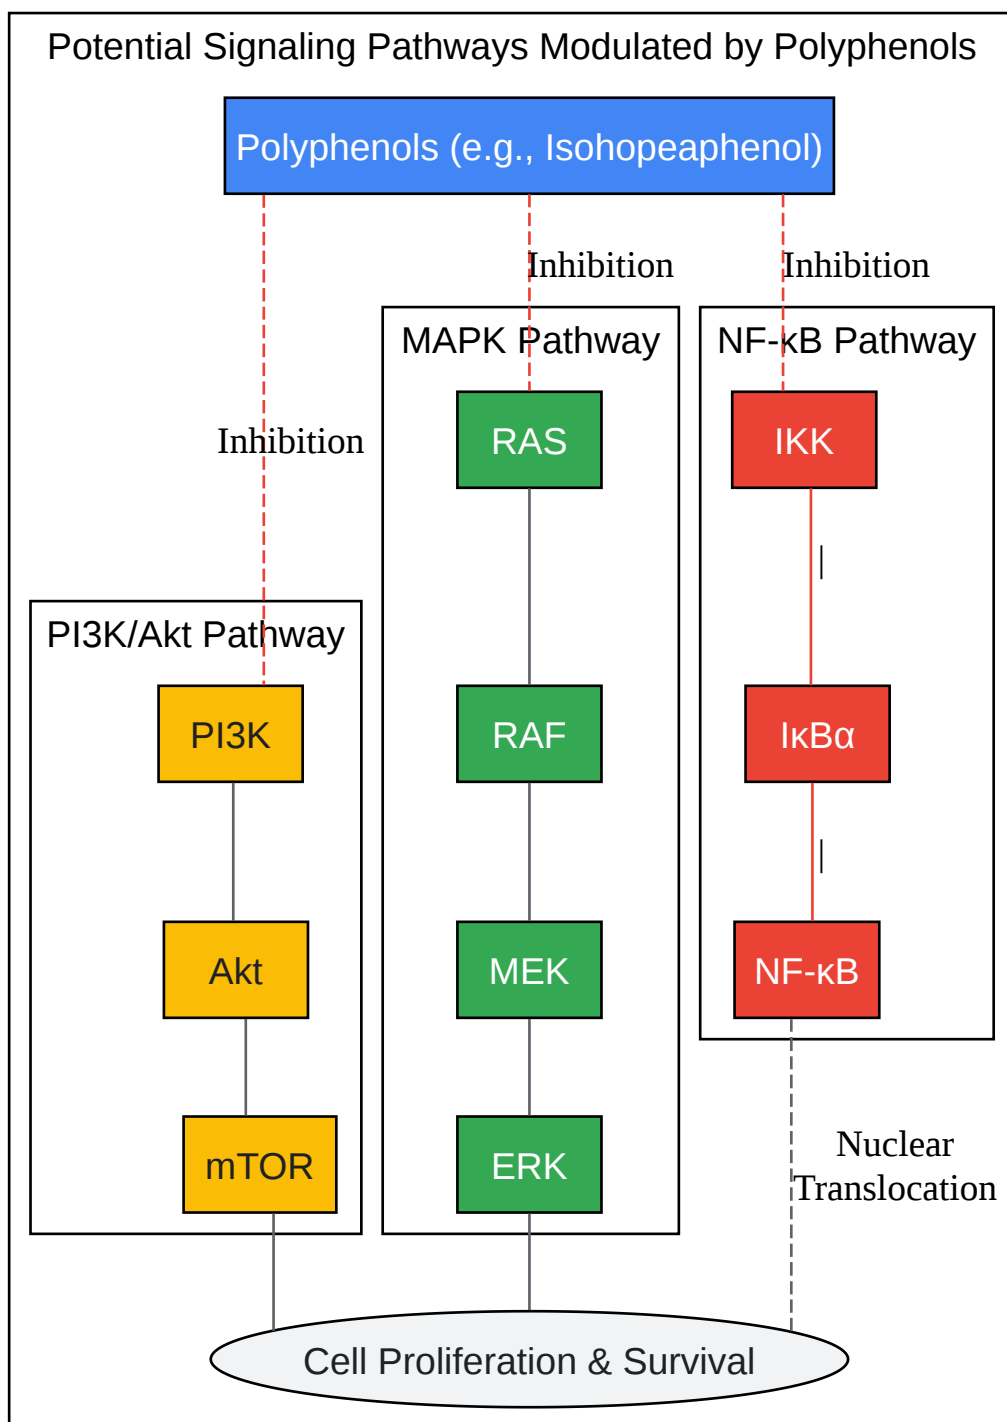 Potential Signaling Pathways Modulated by Polyphenols
Polyphenols (e.g., Isohopeaphenol)
Inhibition
Inhibition
Inhibition
MAPK Pathway
RAS
RAF
MEK
ERK
NF-κB Pathway
IKK
|
IκBα
|
NF-κB
PI3K/Akt Pathway
PI3K
Akt
mTOR
Nuclear
Translocation
Cell Proliferation & Survival